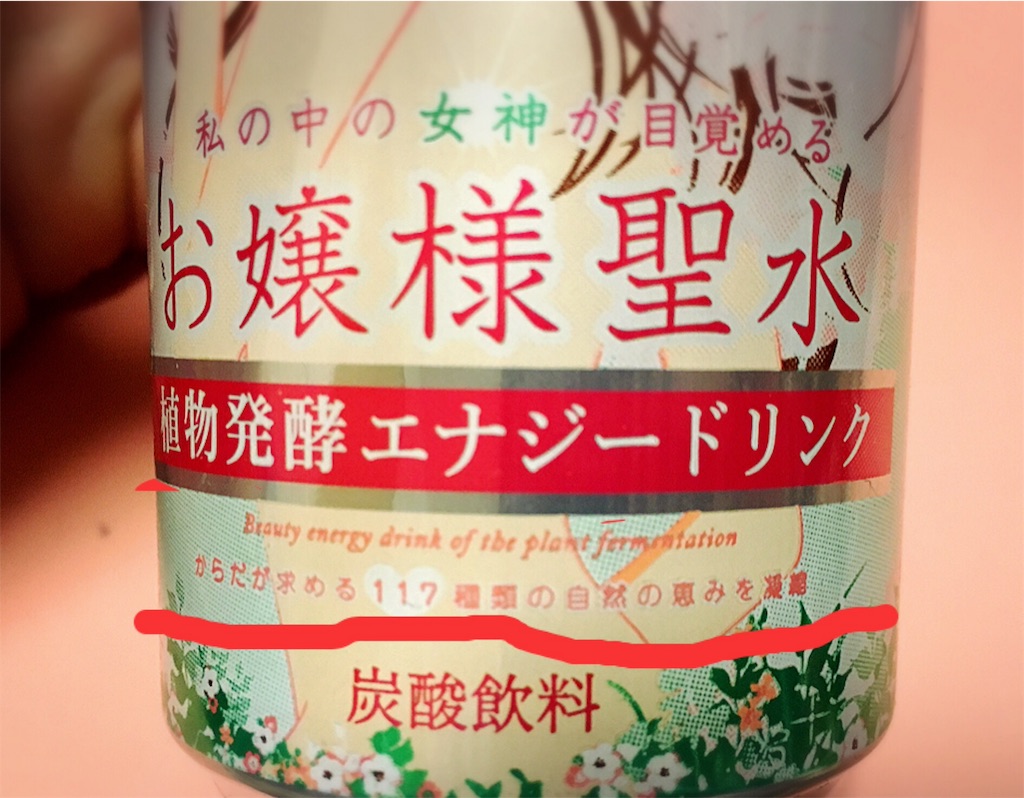 私の中の女神が目覚める
お嬢様聖水
植物発酵エナジードリンク
Beauty energy drink of the plant fermentation
からだが求める117種類の自然の恵みを凝縮
炭酸飲料